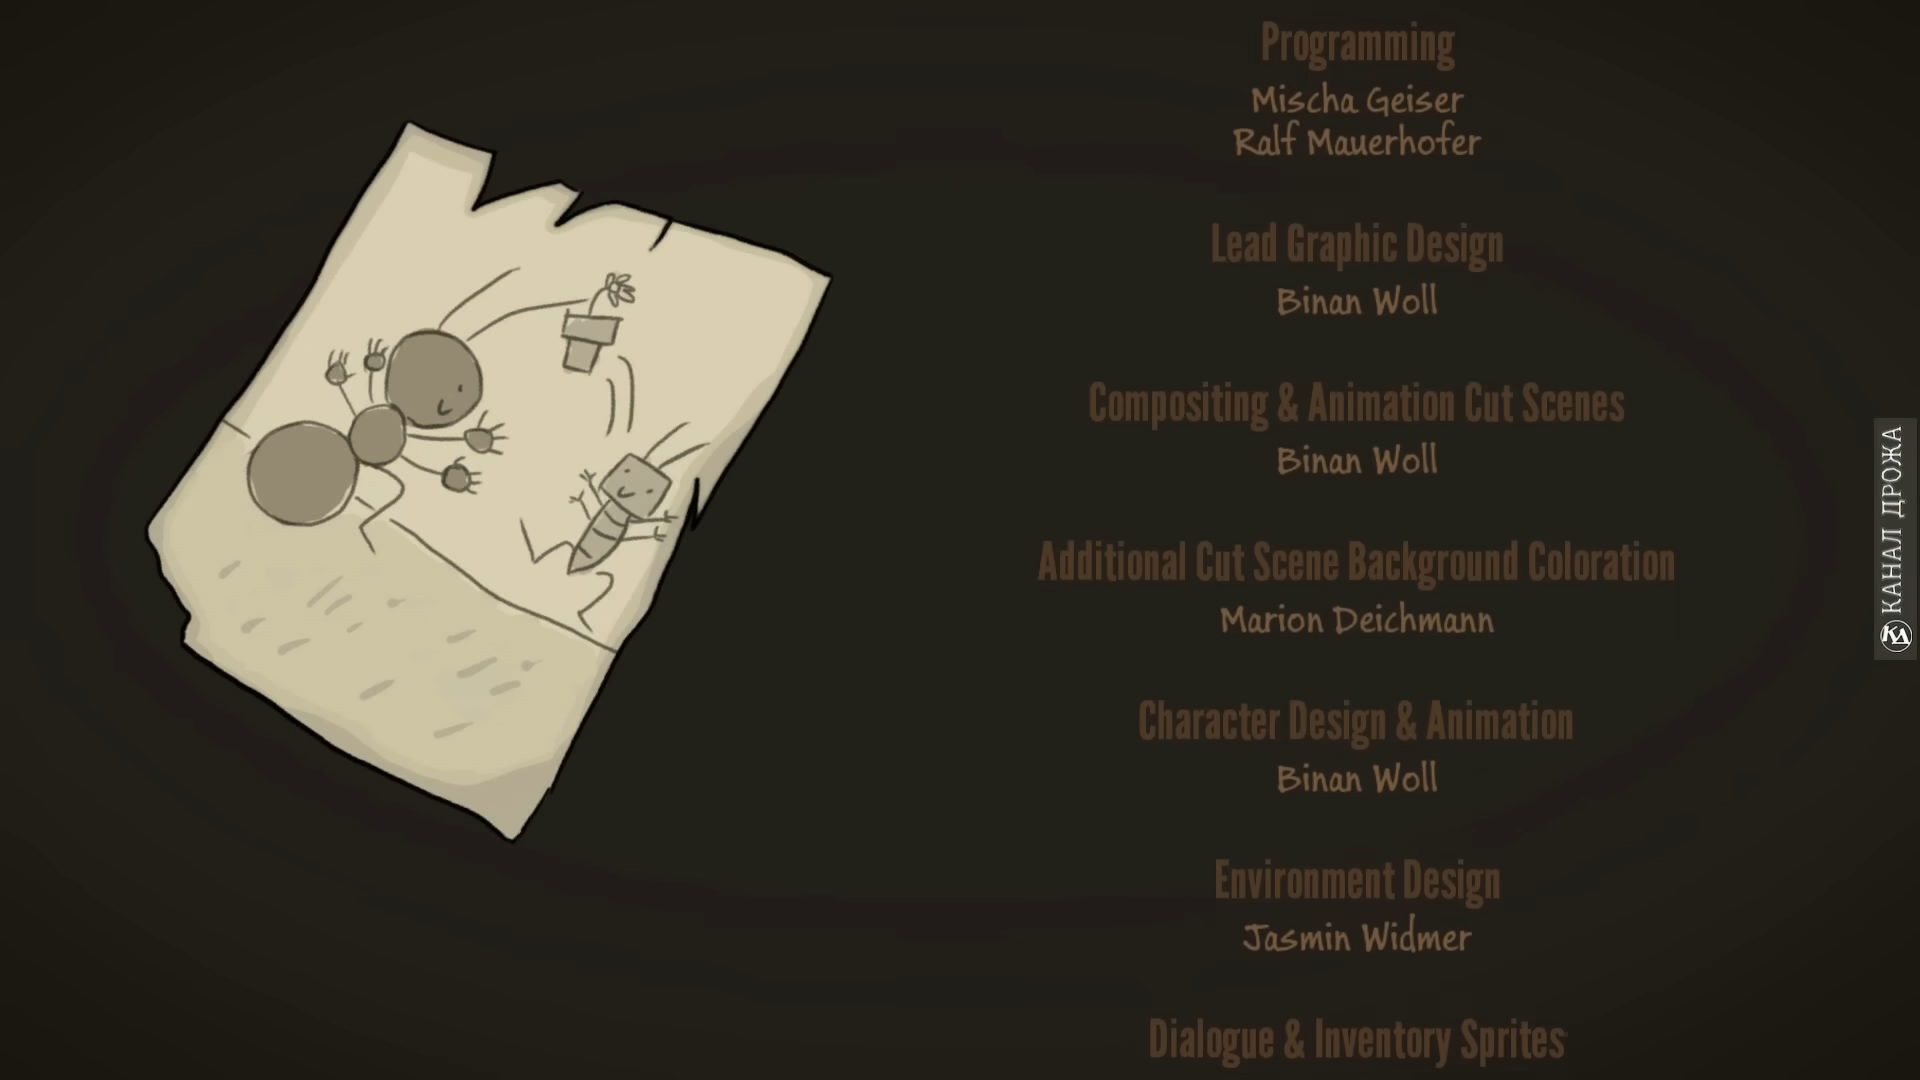 Programming
Mischa Geiser
Ralf Mauerhofer
Lead Graphic Design
Binan Woll
Compositing & Animation Cut Scenes
Binan Woll
Additional Cut Scene Background Coloration
Marion Deichmann
Character Design & Animation
Binan Woll
Environment Design
Jasmin Widmer
Dialogue & Inventory Sprites
КАНАЛ ДРОЖА
КД